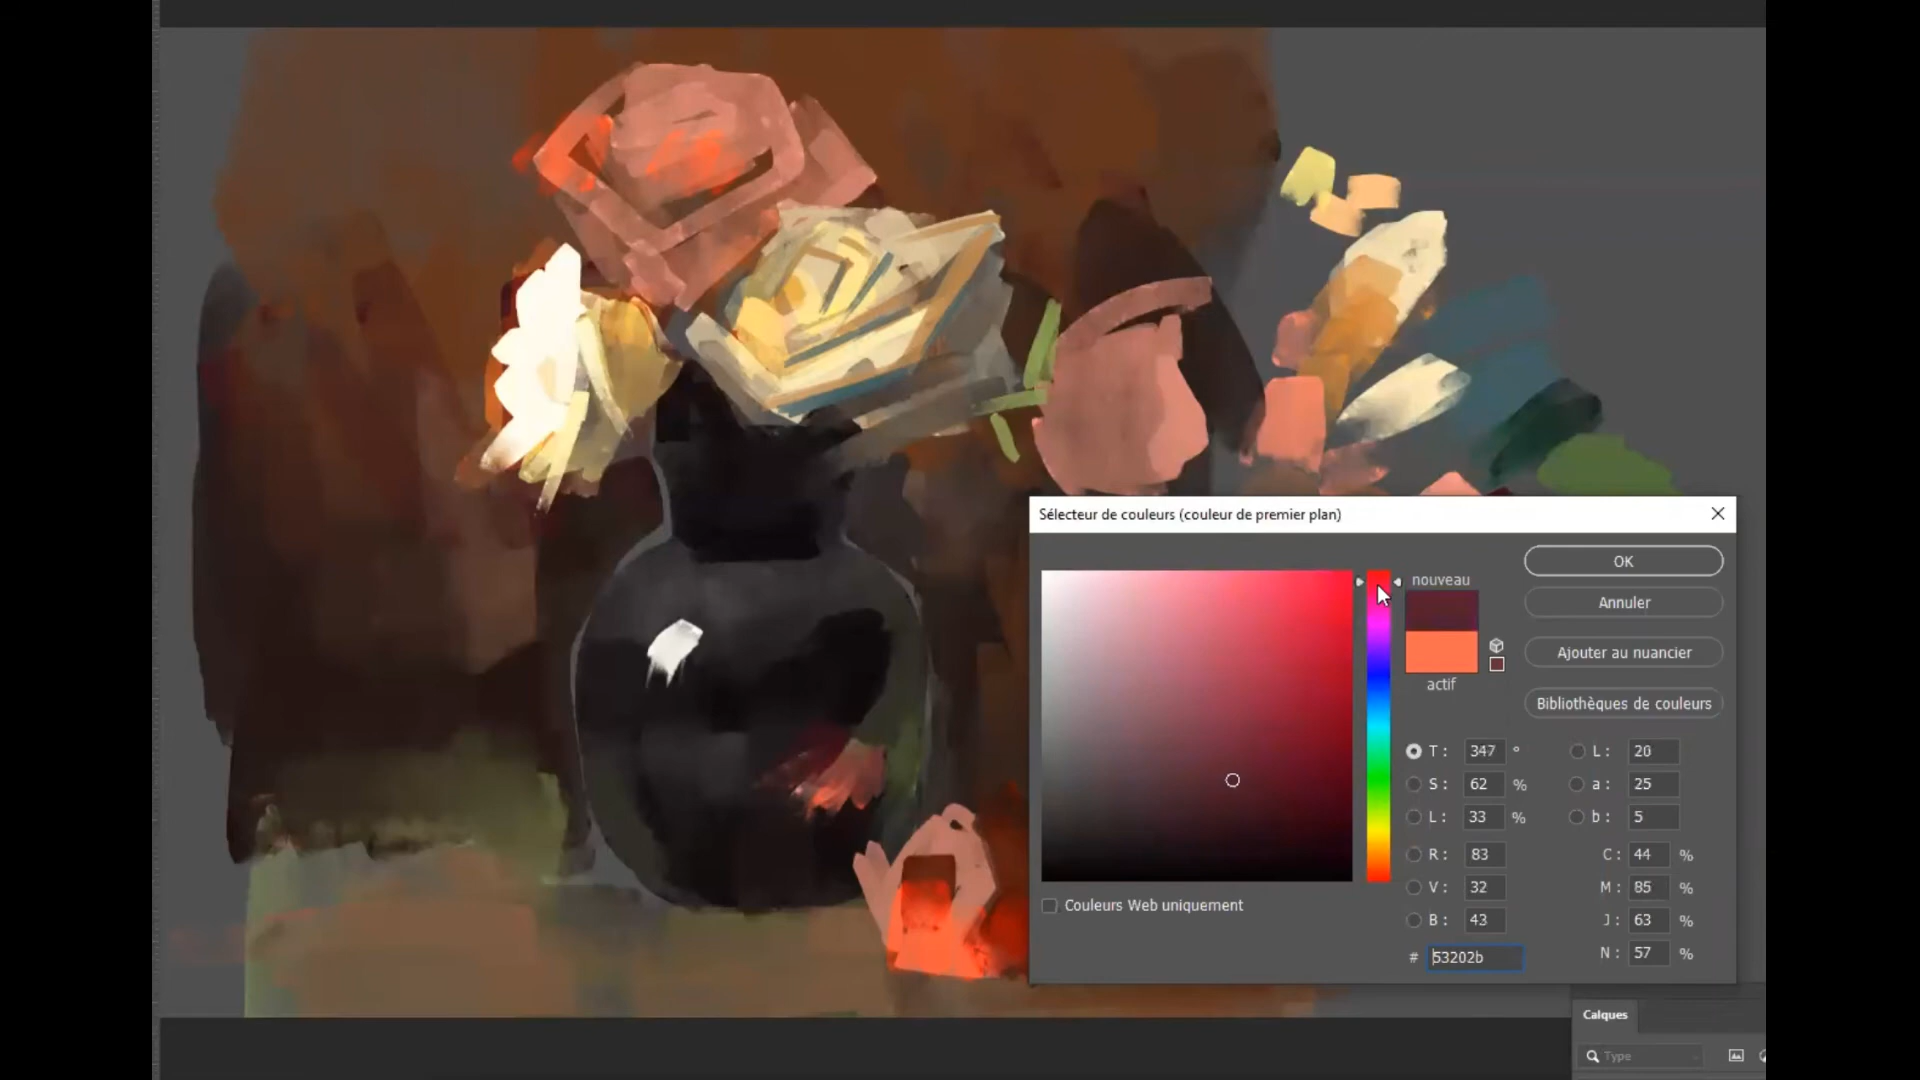 Sélecteur de couleurs (couleur de premier plan)
nouveau
actif
OK
Annuler
Ajouter au nuancier
Bibliothèques de couleurs
T : 347 °
L : 20
S : 62 %
a : 25
L : 33 %
b : 5
R : 83
C : 44 %
V : 32
M : 85 %
B : 43
J : 63 %
# 53202b
N : 57 %
Couleurs Web uniquement
Calques
Type